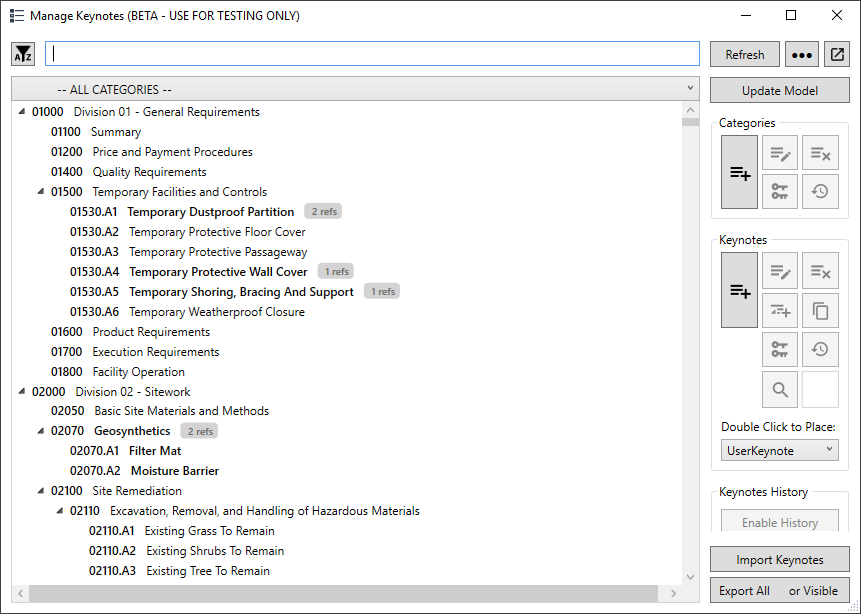 Manage Keynotes (BETA - USE FOR TESTING ONLY)
AZ
Refresh
-- ALL CATEGORIES --
Update Model
01000 Division 01 - General Requirements
01100 Summary
01200 Price and Payment Procedures
01400 Quality Requirements
01500 Temporary Facilities and Controls
01530.A1 Temporary Dustproof Partition 2 refs
01530.A2 Temporary Protective Floor Cover
01530.A3 Temporary Protective Passageway
01530.A4 Temporary Protective Wall Cover 1 refs
01530.A5 Temporary Shoring, Bracing And Support 1 refs
01530.A6 Temporary Weatherproof Closure
01600 Product Requirements
01700 Execution Requirements
01800 Facility Operation
02000 Division 02 - Sitework
02050 Basic Site Materials and Methods
02070 Geosynthetics 2 refs
02070.A1 Filter Mat
02070.A2 Moisture Barrier
02100 Site Remediation
02110 Excavation, Removal, and Handling of Hazardous Materials
02110.A1 Existing Grass To Remain
02110.A2 Existing Shrubs To Remain
02110.A3 Existing Tree To Remain
Categories
Keynotes
Double Click to Place:
UserKeynote
Keynotes History
Enable History
Import Keynotes
Export All or Visible